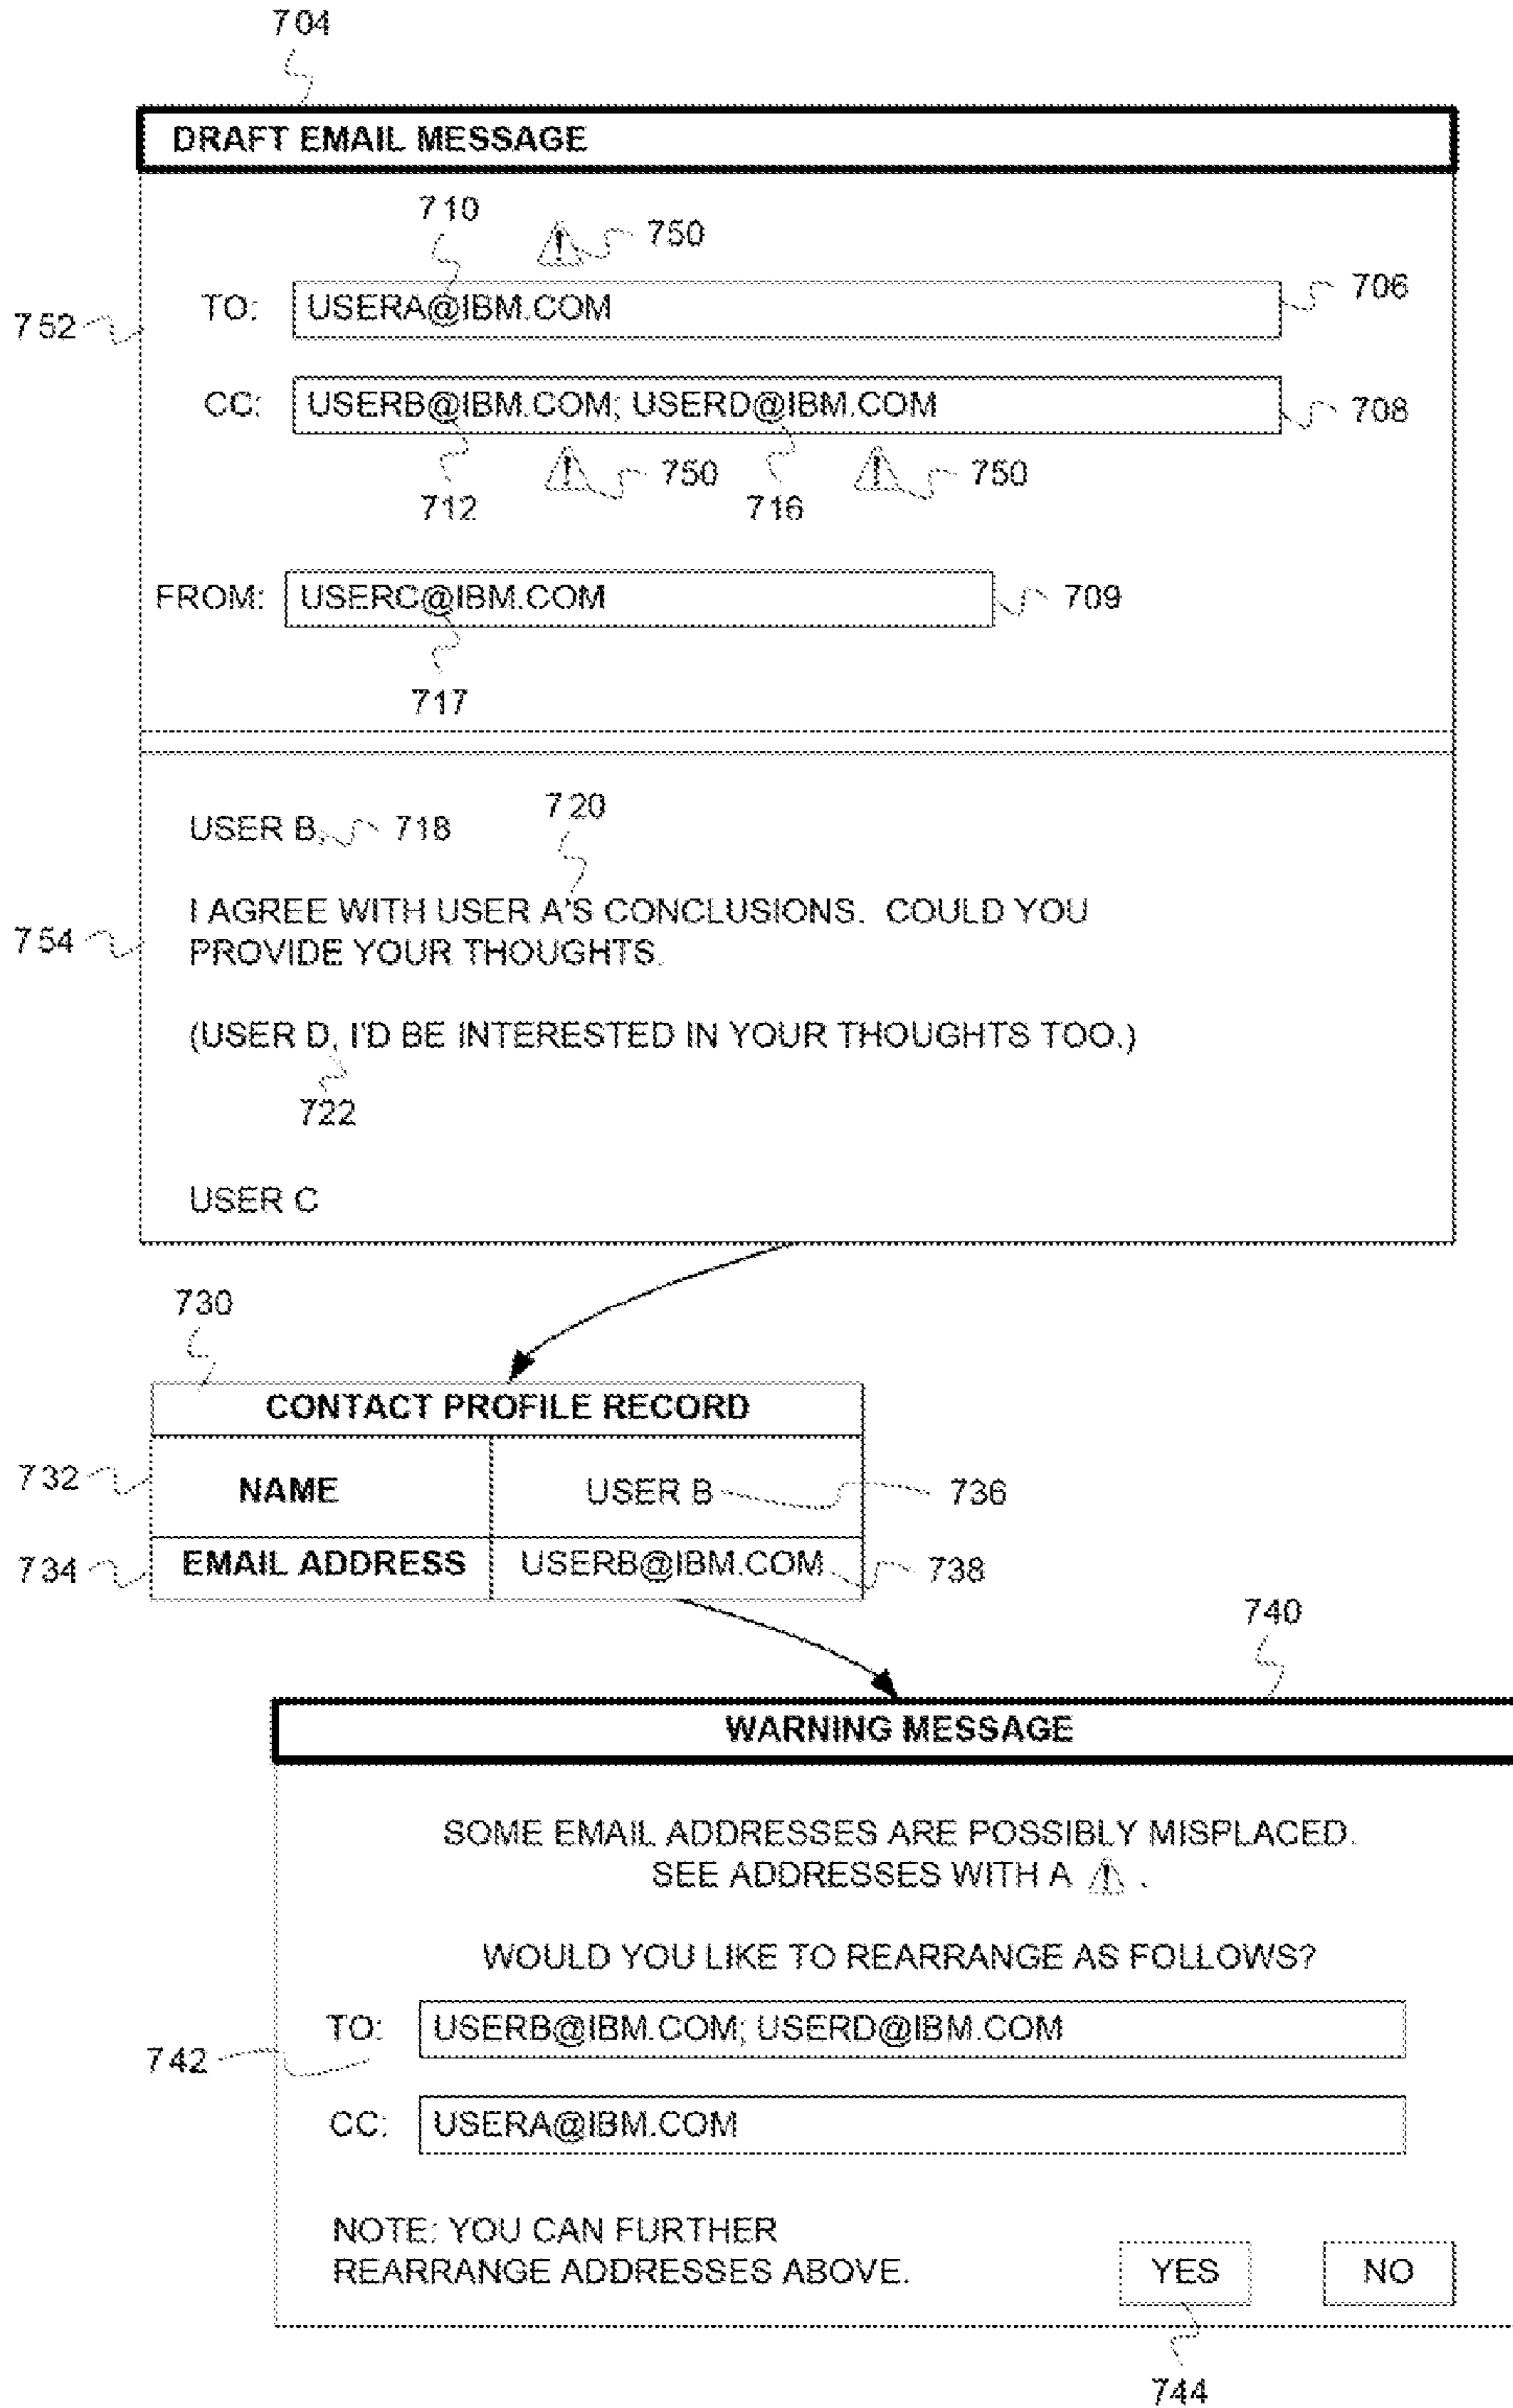 704
DRAFT EMAIL MESSAGE
710
750
TO: USERA@IBM.COM
706
752
CC: USERB@IBM.COM; USERD@IBM.COM
708
712
750
716
750
FROM: USERC@IBM.COM
709
717
720
USER B, 718
I AGREE WITH USER A'S CONCLUSIONS. COULD YOU
754
PROVIDE YOUR THOUGHTS.
(USER D, I'D BE INTERESTED IN YOUR THOUGHTS TOO.)
722
USER C
730
CONTACT PROFILE RECORD
732 NAME USER B 736
734 EMAIL ADDRESS USERB@IBM.COM 738
740
WARNING MESSAGE
SOME EMAIL ADDRESSES ARE POSSIBLY MISPLACED.
SEE ADDRESSES WITH A ⚠ .
WOULD YOU LIKE TO REARRANGE AS FOLLOWS?
TO: USERB@IBM.COM; USERD@IBM.COM
742
CC: USERA@IBM.COM
NOTE: YOU CAN FURTHER
REARRANGE ADDRESSES ABOVE.
YES NO
744